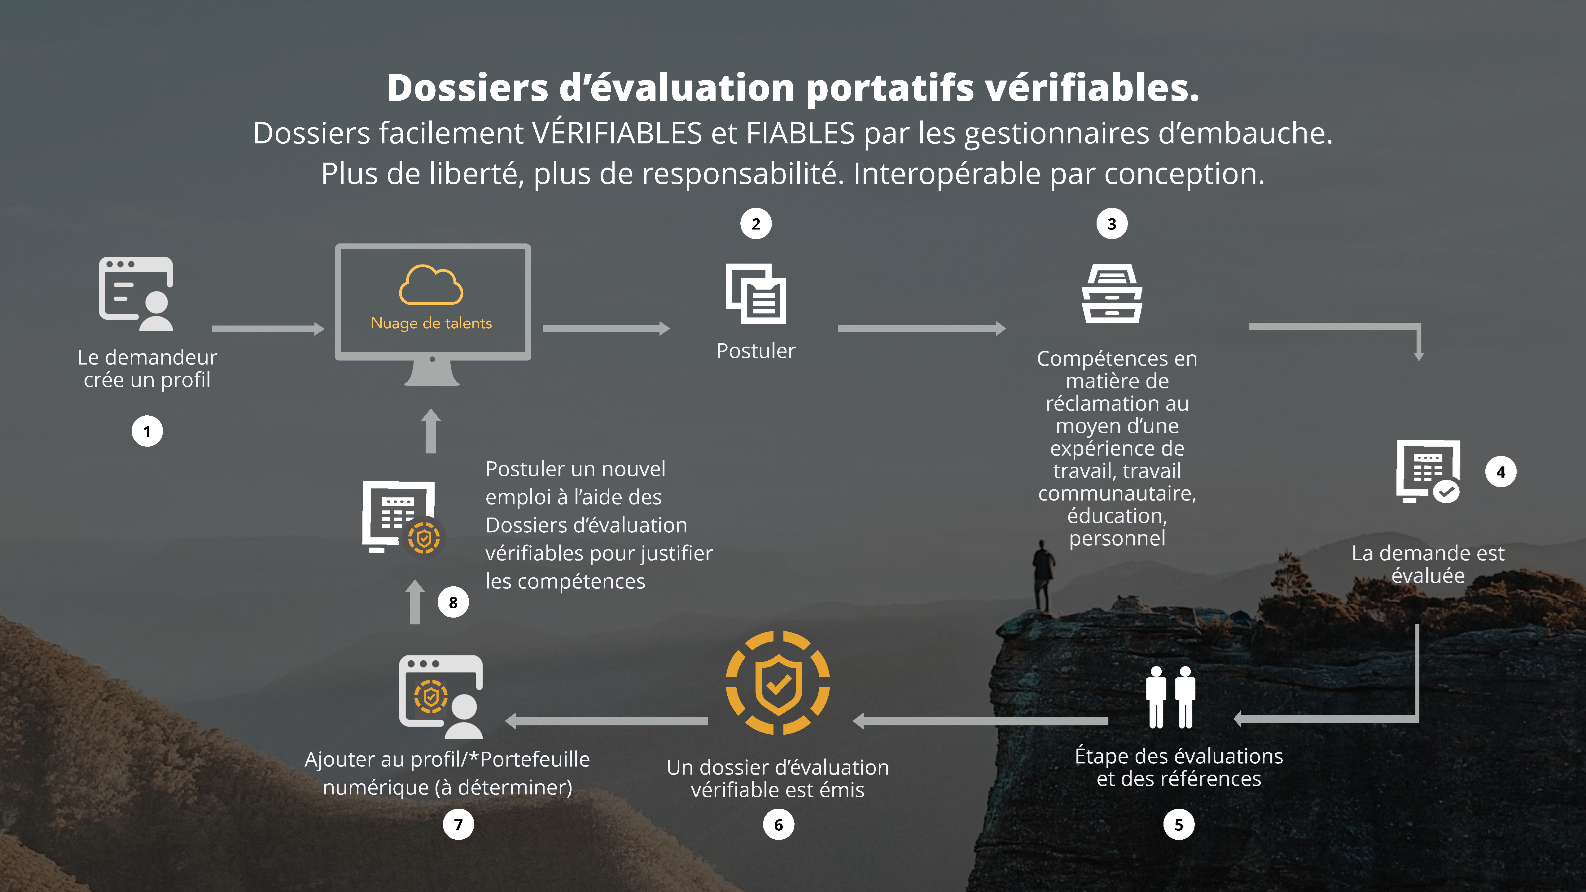 Dossiers d’évaluation portatifs vérifiables.
Dossiers facilement VÉRIFIABLES et FIABLES par les gestionnaires d’embauche.
Plus de liberté, plus de responsabilité. Interopérable par conception.
Le demandeur
crée un profil
1
Nuage de talents
2
Postuler
3
Compétences en
matière de
réclamation au
moyen d’une
expérience de
travail, travail
communautaire,
éducation,
personnel
4
La demande est
évaluée
Étape des évaluations
et des références
5
Un dossier d’évaluation
vérifiable est émis
6
Ajouter au profil/*Portefeuille
numérique (à déterminer)
7
8
Postuler un nouvel
emploi à l’aide des
Dossiers d’évaluation
vérifiables pour justifier
les compétences